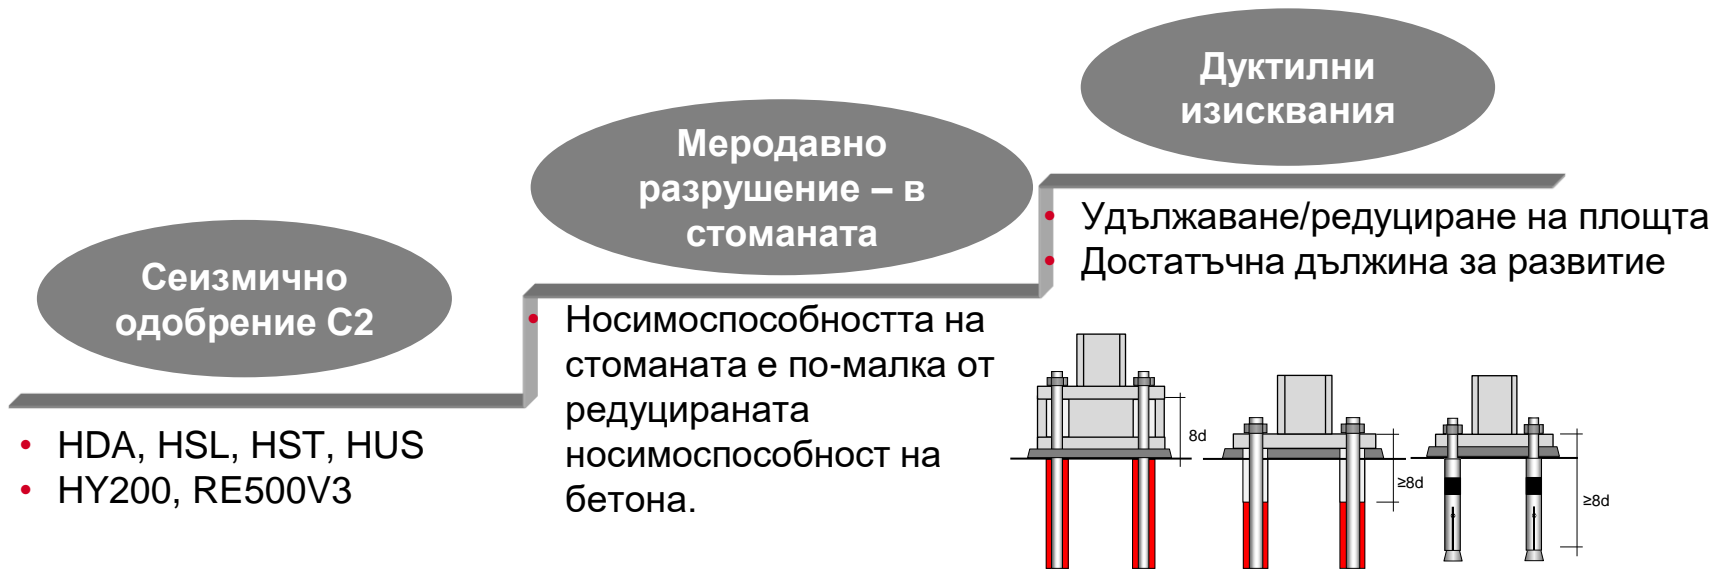 Сеизмично
одобрение C2
• HDA, HSL, HST, HUS
• HY200, RE500V3
Меродавно
разрушение – в
стоманата
• Носимоспособността на
стоманата е по-малка от
редуцираната
носимоспособност на
бетона.
Дуктилни
изисквания
• Удължаване/редуциране на площта
• Достатъчна дължина за развитие
8d
≥8d
≥8d